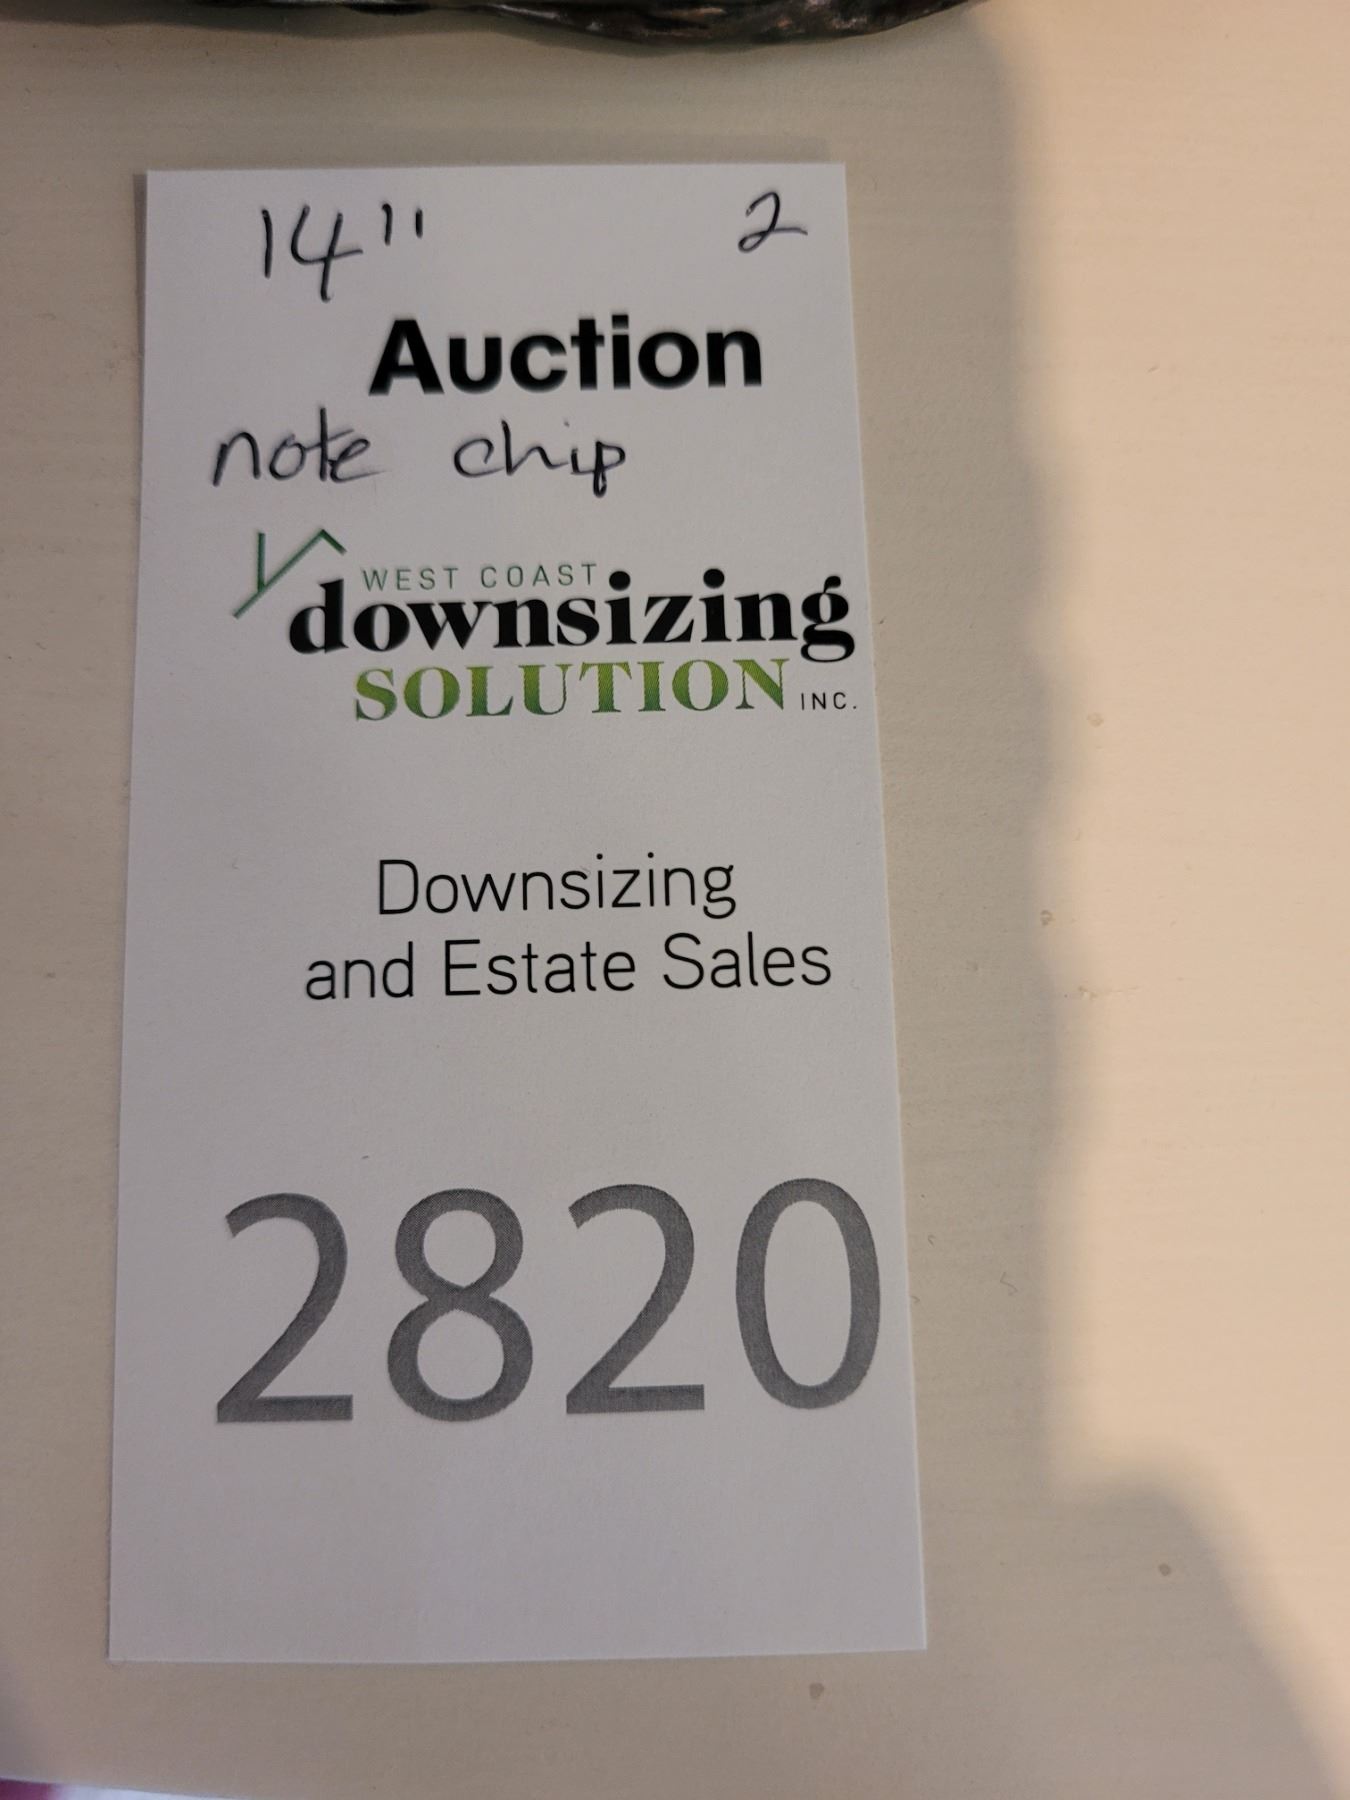 14" 2
Auction
note chip
WEST COAST
downsizing
SOLUTION INC.
Downsizing
and Estate Sales
2820